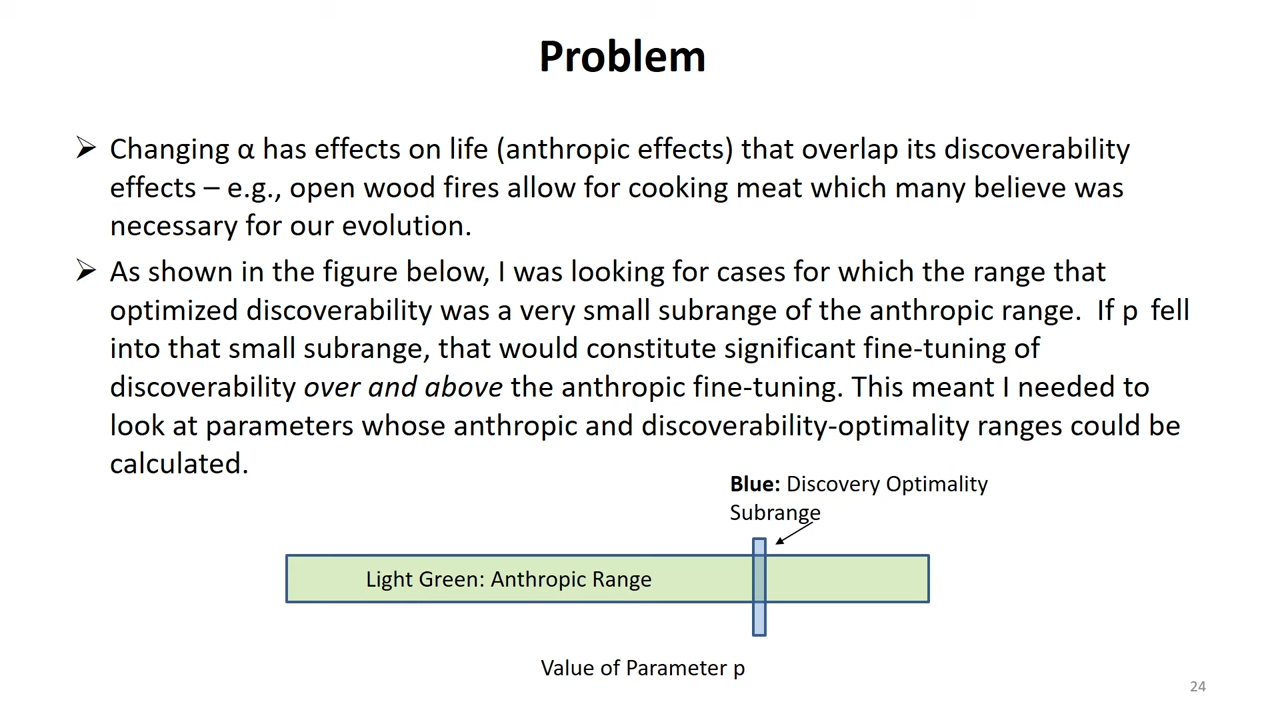 Problem
➢ Changing α has effects on life (anthropic effects) that overlap its discoverability
effects – e.g., open wood fires allow for cooking meat which many believe was
necessary for our evolution.
➢ As shown in the figure below, I was looking for cases for which the range that
optimized discoverability was a very small subrange of the anthropic range. If p fell
into that small subrange, that would constitute significant fine-tuning of
discoverability over and above the anthropic fine-tuning. This meant I needed to
look at parameters whose anthropic and discoverability-optimality ranges could be
calculated.
Blue: Discovery Optimality
Subrange
Light Green: Anthropic Range
Value of Parameter p
24